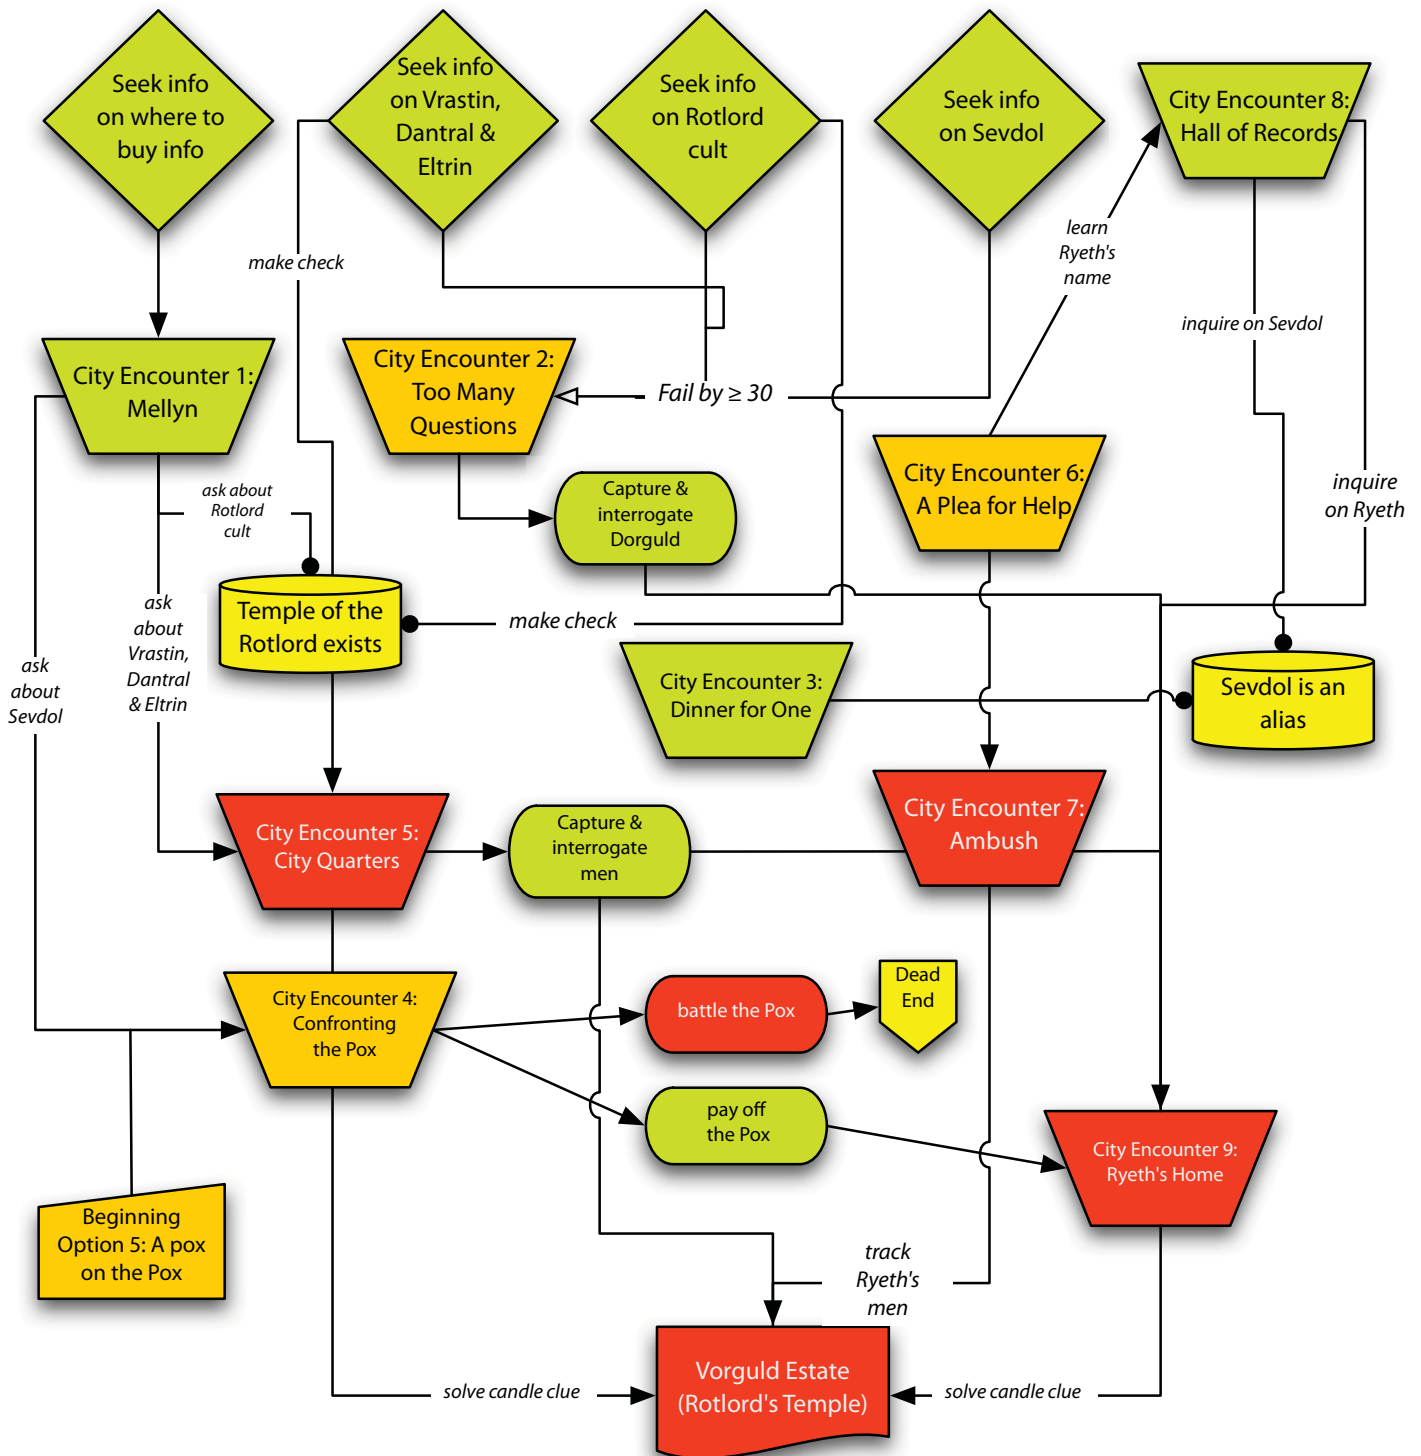 Seek info
on where to
buy info
Seek info
on Vrastin,
Dantral &
Eltrin
Seek info
on Rotlord
cult
Seek info
on Sevdol
City Encounter 8:
Hall of Records
make check
learn
Ryeth's
name
inquire on Sevdol
City Encounter 1:
Mellyn
City Encounter 2:
Too Many
Questions
Fail by ≥ 30
City Encounter 6:
A Plea for Help
inquire
on Ryeth
ask about
Rotlord
cult
Capture &
interrogate
Dorguld
Temple of the
Rotlord exists
make check
ask
about
Vrastin,
Dantral
& Eltrin
ask
about
Sevdol
City Encounter 3:
Dinner for One
Sevdol is an
alias
City Encounter 5:
City Quarters
Capture &
interrogate
men
City Encounter 7:
Ambush
City Encounter 4:
Confronting
the Pox
battle the Pox
Dead
End
pay off
the Pox
City Encounter 9:
Ryeth's Home
Beginning
Option 5: A pox
on the Pox
track
Ryeth's
men
Vorguld Estate
(Rotlord's Temple)
solve candle clue
solve candle clue